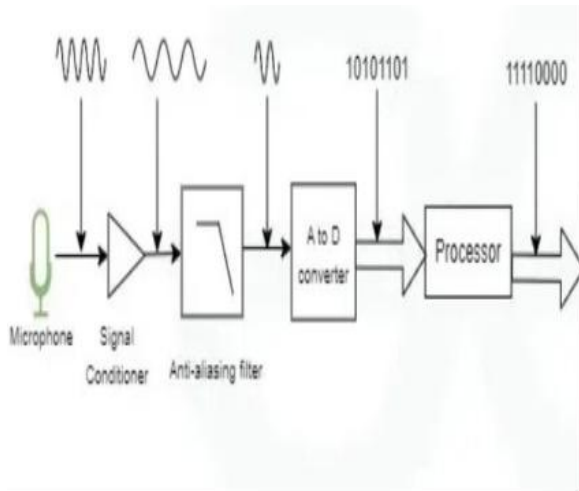 10101101
11110000
A to D
converter
Processor
Microphone
Signal
Conditioner
Anti-aliasing filter